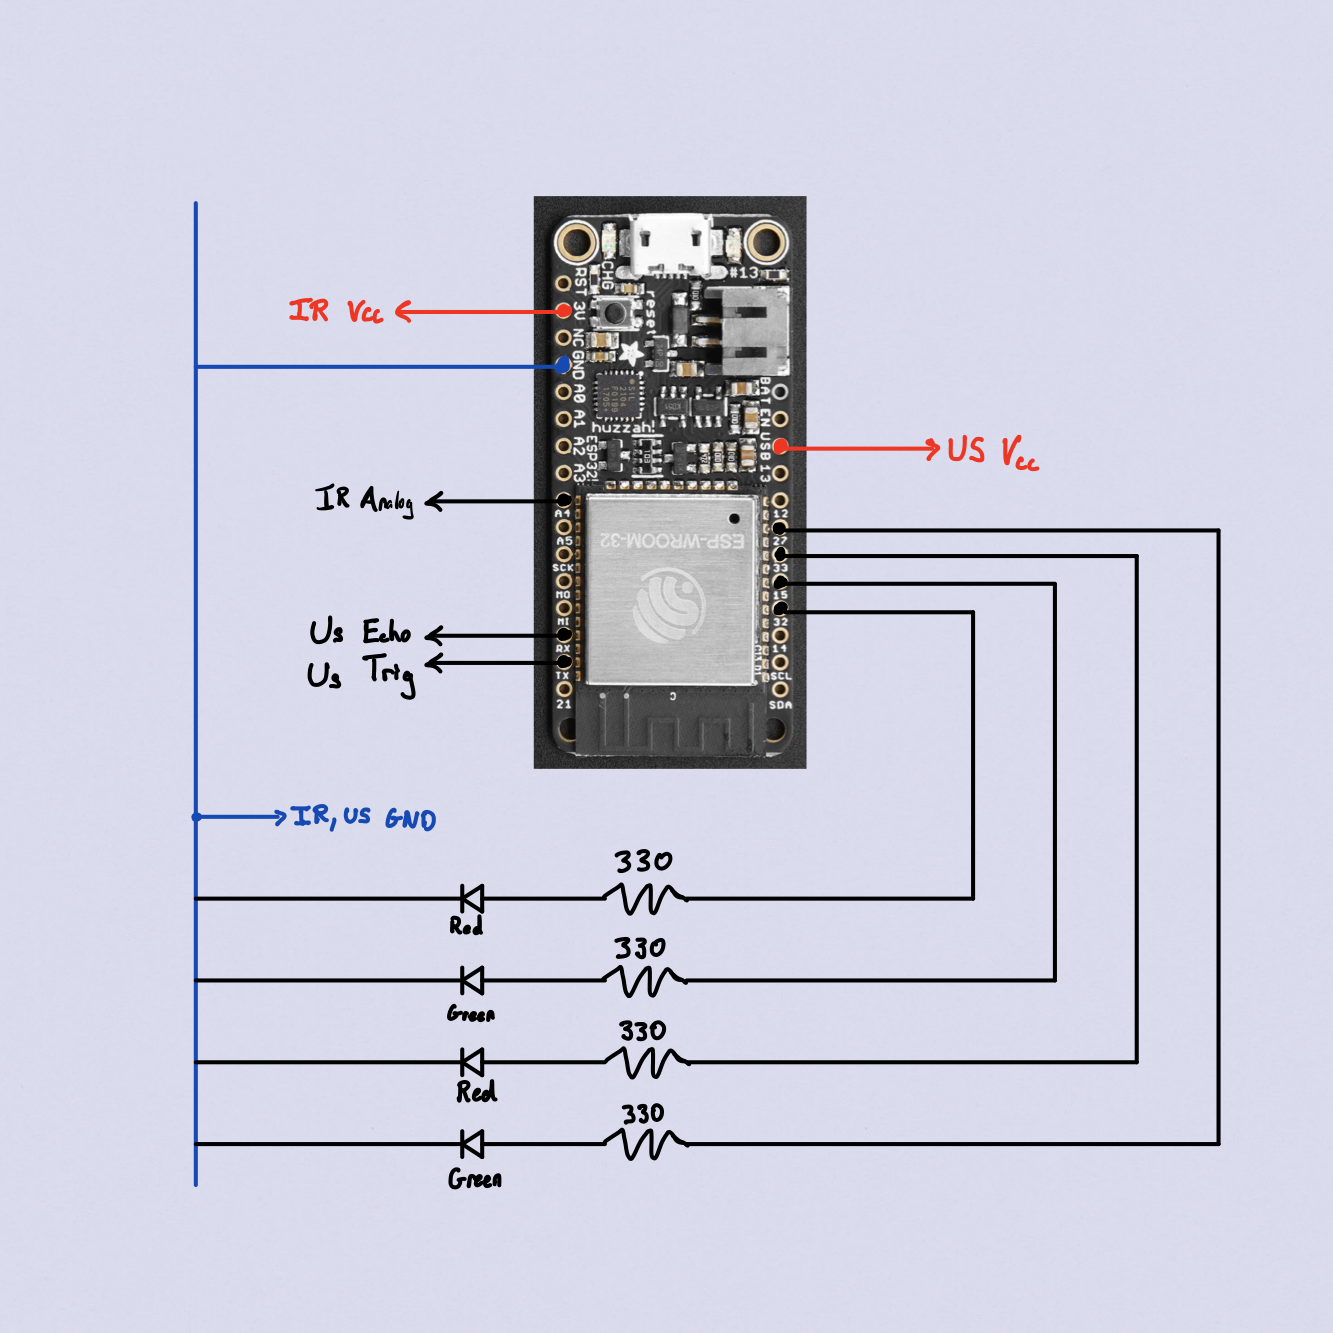 CHG
#13
RST
reset
IR Vcc
3V
NC
GND
A0
BAT
A1
EN
huzzah!
ESP32!
A2
USB
US Vcc
A3
13
IR Analog
A4
12
ESP-WROOM-32
A5
27
SCK
33
MO
15
Us Echo
MI
32
RX
14
Us Trig
TX
SCL
21
SDA
IR, US GND
330
Red
330
Green
330
Red
330
Green